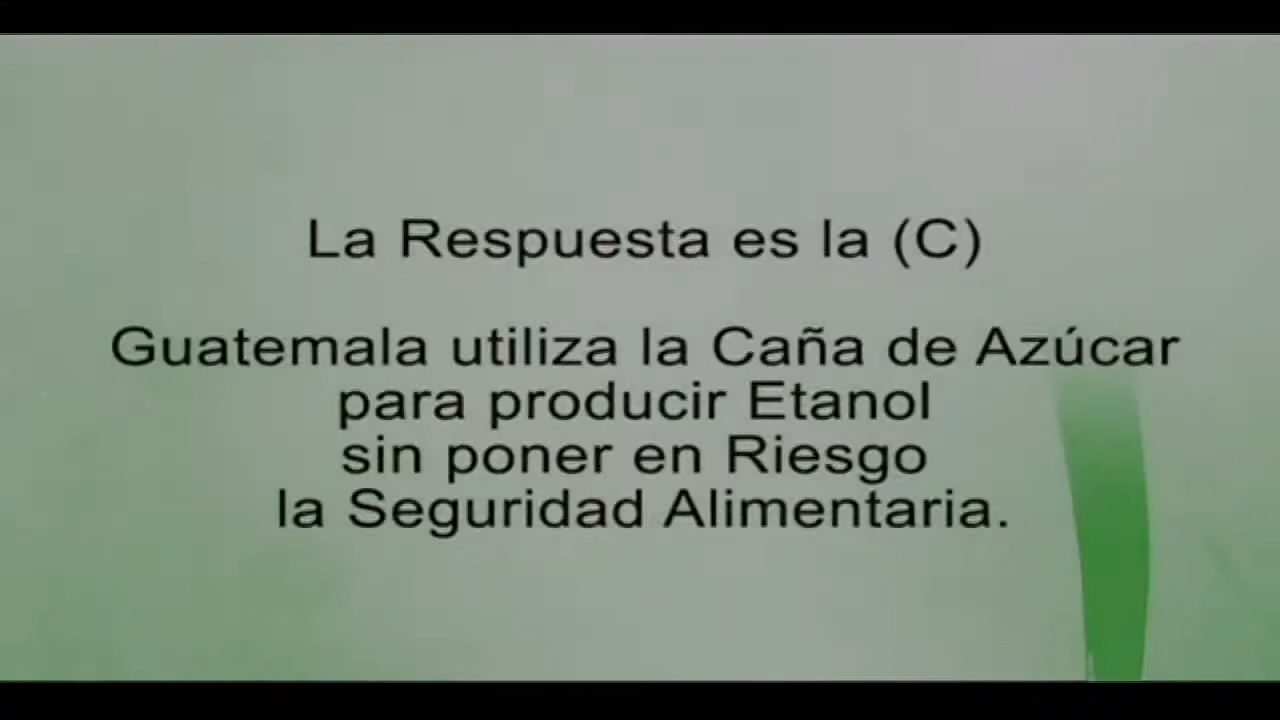 La Respuesta es la (C)
Guatemala utiliza la Caña de Azúcar
para producir Etanol
sin poner en Riesgo
la Seguridad Alimentaria.